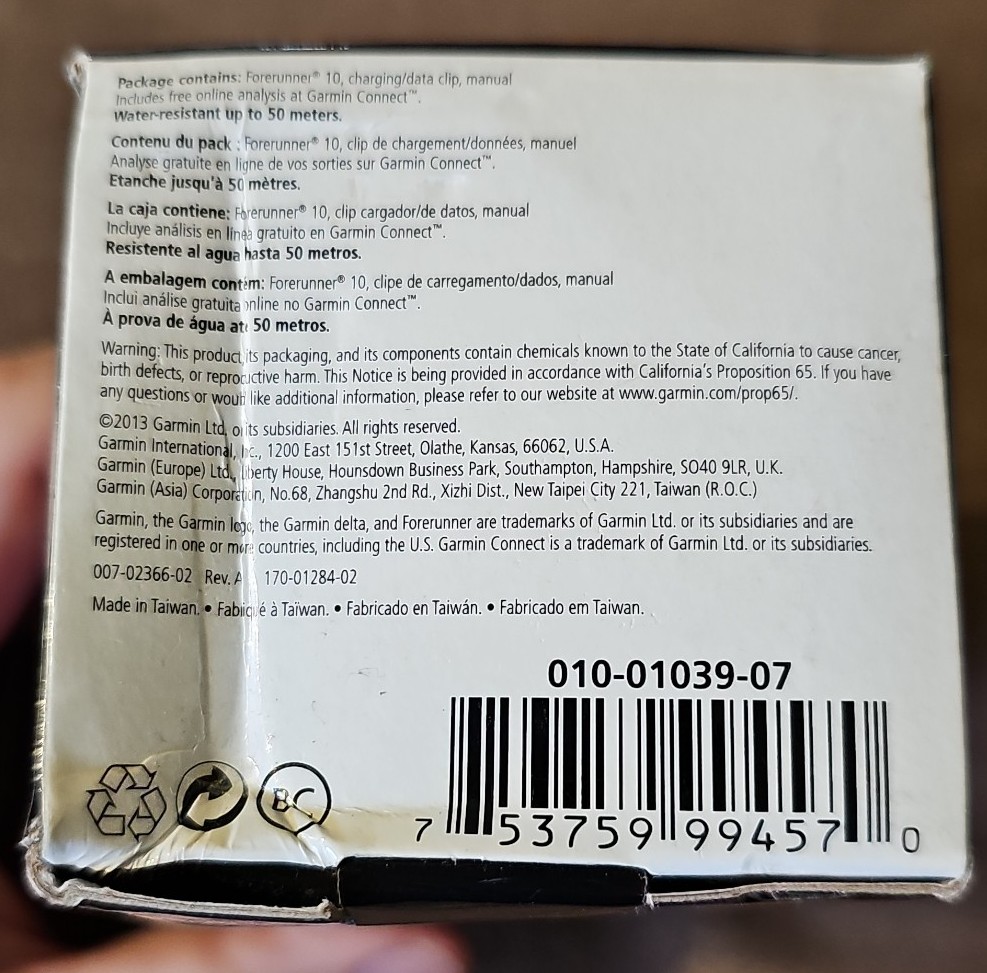 Package contains: Forerunner® 10, charging/data clip, manual
Includes free online analysis at Garmin Connect™.
Water-resistant up to 50 meters.
Contenu du pack : Forerunner® 10, clip de chargement/données, manuel
Analyse gratuite en ligne de vos sorties sur Garmin Connect™.
Etanche jusqu'à 50 mètres.
La caja contiene: Forerunner® 10, clip cargador/de datos, manual
Incluye análisis en línea gratuito en Garmin Connect™.
Resistente al agua hasta 50 metros.
A embalagem contém: Forerunner® 10, clipe de carregamento/dados, manual
Inclui análise gratuita online no Garmin Connect™.
À prova de água até 50 metros.
Warning: This product, its packaging, and its components contain chemicals known to the State of California to cause cancer,
birth defects, or reproductive harm. This Notice is being provided in accordance with California's Proposition 65. If you have
any questions or would like additional information, please refer to our website at www.garmin.com/prop65/.
©2013 Garmin Ltd. or its subsidiaries. All rights reserved.
Garmin International, Inc., 1200 East 151st Street, Olathe, Kansas, 66062, U.S.A.
Garmin (Europe) Ltd., Liberty House, Hounsdown Business Park, Southampton, Hampshire, SO40 9LR, U.K.
Garmin (Asia) Corporation, No.68, Zhangshu 2nd Rd., Xizhi Dist., New Taipei City 221, Taiwan (R.O.C.)
Garmin, the Garmin logo, the Garmin delta, and Forerunner are trademarks of Garmin Ltd. or its subsidiaries and are
registered in one or more countries, including the U.S. Garmin Connect is a trademark of Garmin Ltd. or its subsidiaries.
007-02366-02 Rev. A 170-01284-02
Made in Taiwan. • Fabriqué à Taïwan. • Fabricado en Taiwán. • Fabricado em Taiwan.
010-01039-07
BC
7 53759 99457 0